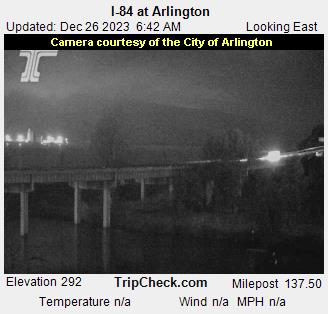 I-84 at Arlington
Updated: Dec 26 2023 6:42 AM Looking East
Camera courtesy of the City of Arlington
Elevation 292 TripCheck.com Milepost 137.50
Temperature n/a Wind n/a MPH n/a